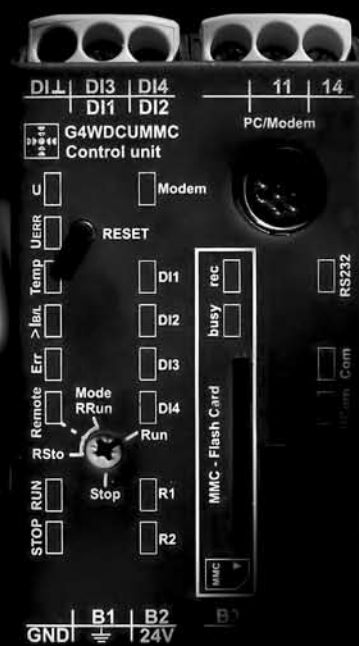 DI⊥ DI3 DI4 11 14
DI1 DI2
PC/Modem
G4WDCUMMC
Control unit
U Modem
UERR RESET
Temp DI1 rec RS232
>IB/L DI2 busy
Err DI3 Com
Remote Mode DI4
RRun
Run
RSto
MMC - Flash Card
Stop
RUN R1
STOP R2
MMC
B1 B2
GND ⏚ 24V